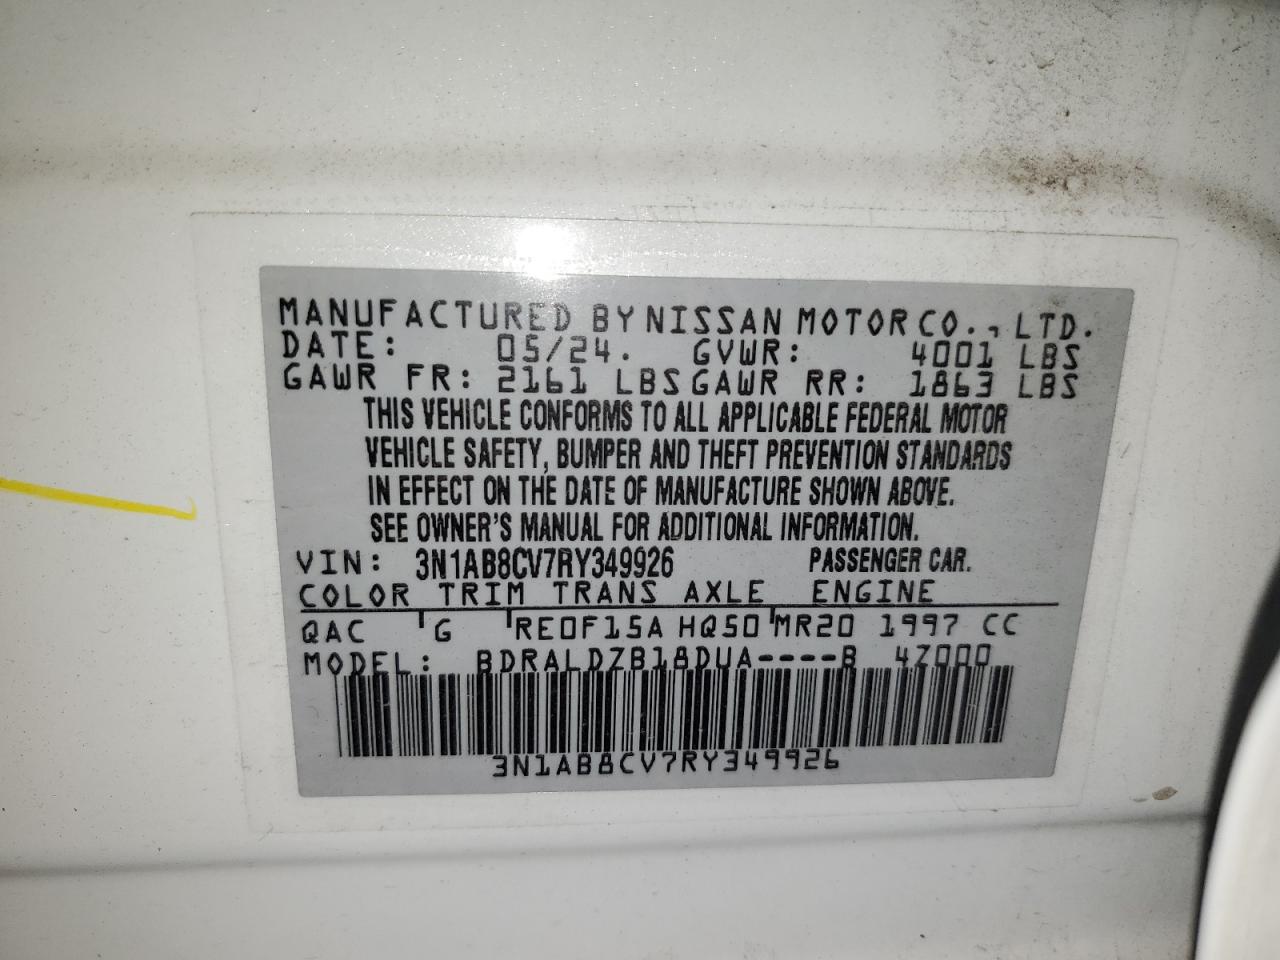 MANUFACTURED BY NISSAN MOTOR CO., LTD.
DATE: 05/24. GVWR: 4001 LBS
GAWR FR: 2161 LBS GAWR RR: 1863 LBS
THIS VEHICLE CONFORMS TO ALL APPLICABLE FEDERAL MOTOR
VEHICLE SAFETY, BUMPER AND THEFT PREVENTION STANDARDS
IN EFFECT ON THE DATE OF MANUFACTURE SHOWN ABOVE.
SEE OWNER'S MANUAL FOR ADDITIONAL INFORMATION.
VIN: 3N1AB8CV7RY349926 PASSENGER CAR.
COLOR TRIM TRANS AXLE ENGINE
QAC G RE0F15A HQ50 MR20 1997 CC
MODEL: BDRALDZB18DUA----B 4Z000
3N1AB8CV7RY349926